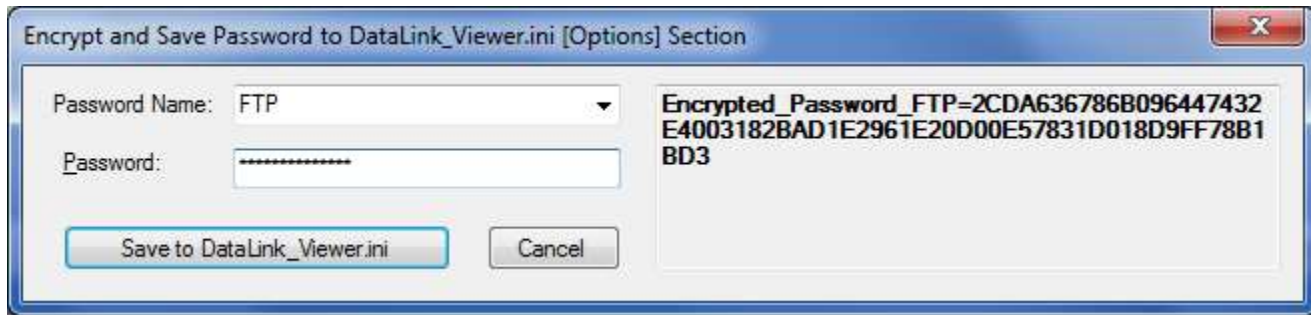 Encrypt and Save Password to DataLink_Viewer.ini [Options] Section
Password Name: FTP
Password: **************
Save to DataLink_Viewer.ini Cancel
Encrypted_Password_FTP=2CDA636786B096447432
E4003182BAD1E2961E20D00E57831D018D9FF78B1
BD3